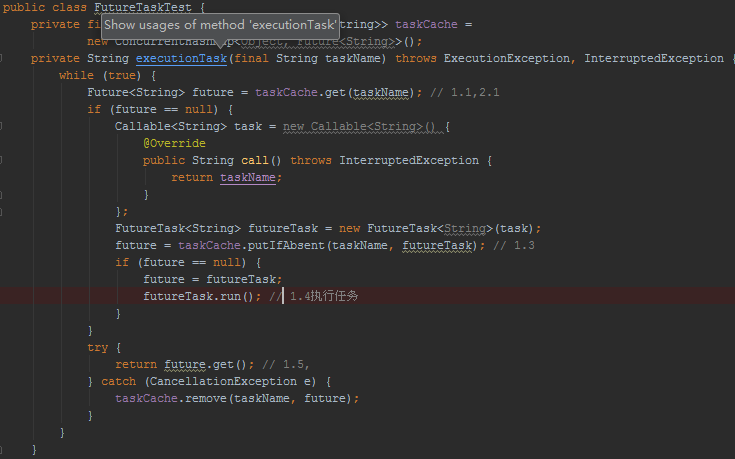 public class FutureTaskTest {
Show usages of method 'executionTask'
private fi tring>> taskCache =
new ConcurrentHashMap<Object, Future<String>>();
private String executionTask(final String taskName) throws ExecutionException, InterruptedException {
while (true) {
Future<String> future = taskCache.get(taskName); // 1.1,2.1
if (future == null) {
Callable<String> task = new Callable<String>() {
@Override
public String call() throws InterruptedException {
return taskName;
}
};
FutureTask<String> futureTask = new FutureTask<String>(task);
future = taskCache.putIfAbsent(taskName, futureTask); // 1.3
if (future == null) {
future = futureTask;
futureTask.run(); // 1.4执行任务
}
}
try {
return future.get(); // 1.5,
} catch (CancellationException e) {
taskCache.remove(taskName, future);
}
}
}